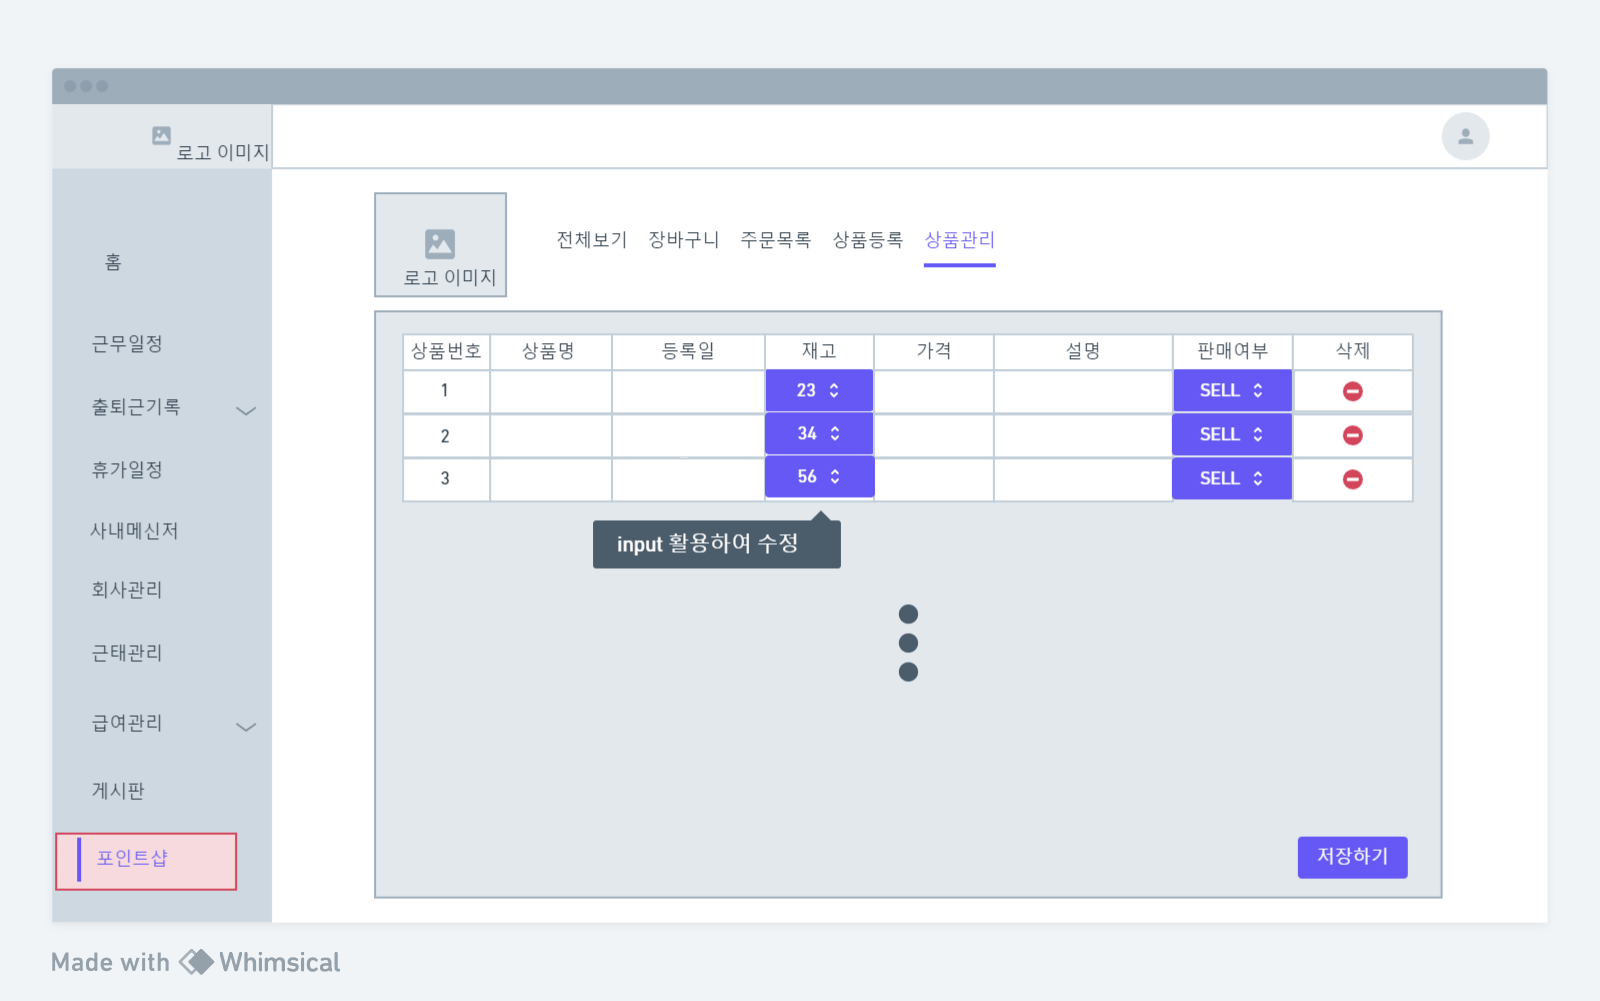 로고 이미지
홈
근무일정
출퇴근기록
휴가일정
사내메신저
회사관리
근태관리
급여관리
게시판
포인트샵
로고 이미지
전체보기 장바구니 주문목록 상품등록 상품관리
상품번호 상품명 등록일 재고 가격 설명 판매여부 삭제
1 23 SELL
2 34 SELL
3 56 SELL
input 활용하여 수정
저장하기
Made with Whimsical